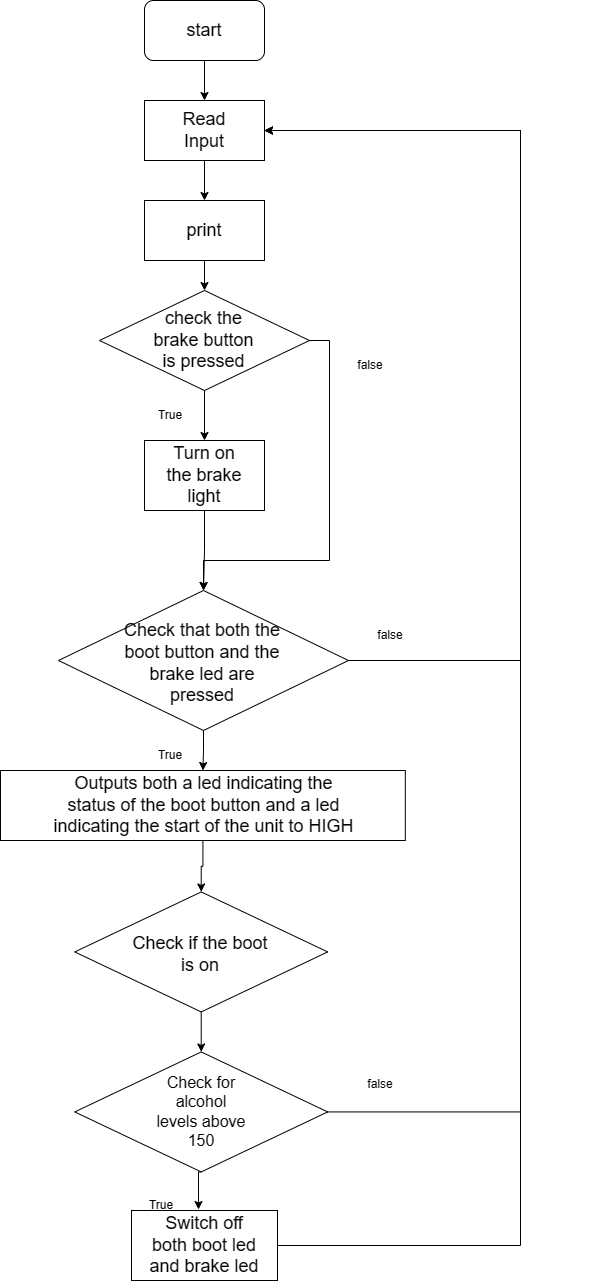 start
Read
Input
print
check the
brake button
is pressed
false
True
Turn on
the brake
light
Check that both the
boot button and the
brake led are
pressed
false
True
Outputs both a led indicating the
status of the boot button and a led
indicating the start of the unit to HIGH
Check if the boot
is on
Check for
alcohol
levels above
150
false
True
Switch off
both boot led
and brake led